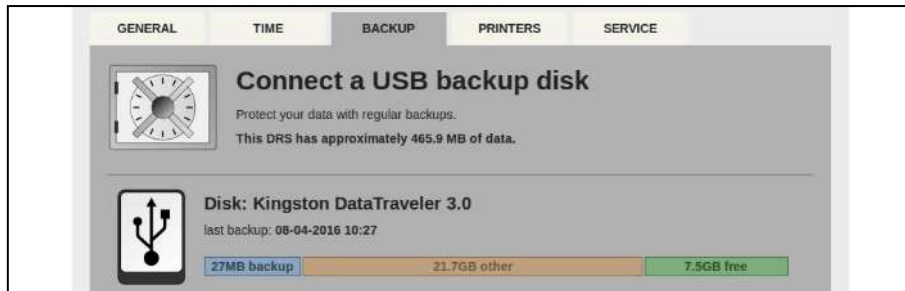 GENERAL TIME BACKUP PRINTERS SERVICE
Connect a USB backup disk
Protect your data with regular backups.
This DRS has approximately 465.9 MB of data.
Disk: Kingston DataTraveler 3.0
last backup: 08-04-2016 10:27
27MB backup 21.7GB other 7.5GB free